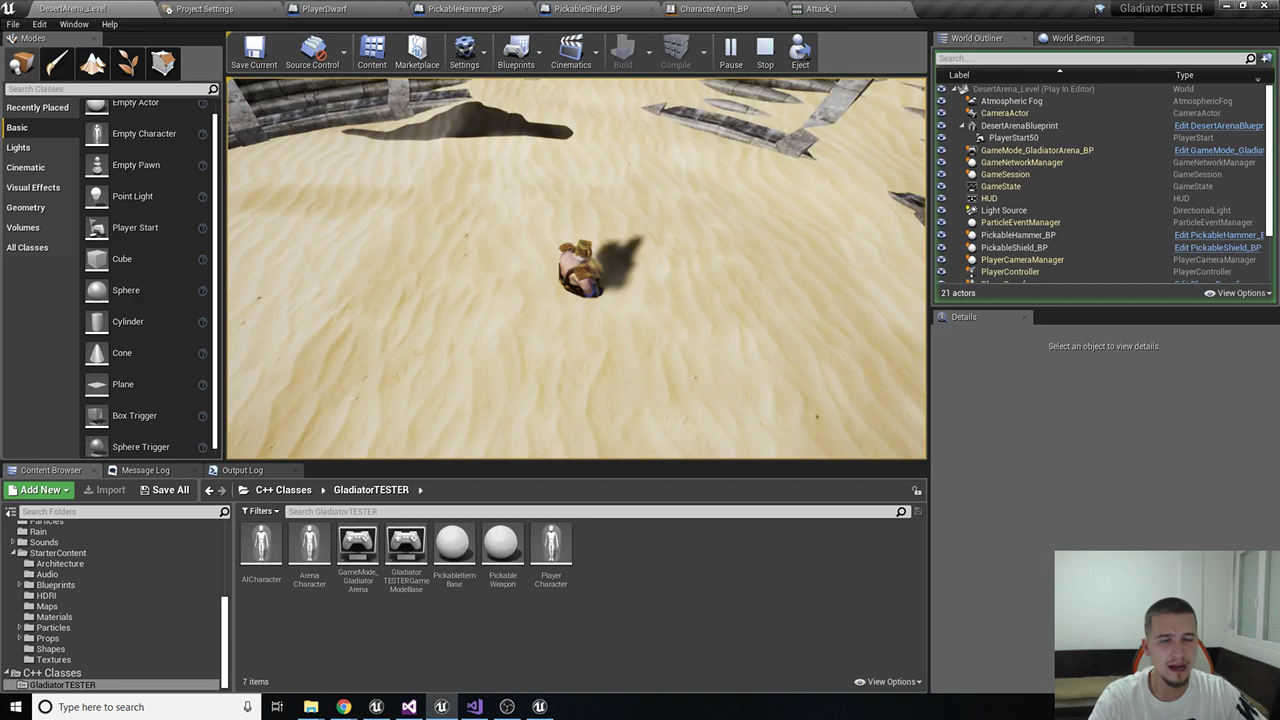 DesertArena_Level
Project Settings
PlayerDwarf
PickableHammer_BP
PickableShield_BP
CharacterAnim_BP
Attack_1
GladiatorTESTER
File
Edit
Window
Help
Modes
Search Classes
Recently Placed
Basic
Lights
Cinematic
Visual Effects
Geometry
Volumes
All Classes
Empty Actor
Empty Character
Empty Pawn
Point Light
Player Start
Cube
Sphere
Cylinder
Cone
Plane
Box Trigger
Sphere Trigger
Save Current
Source Control
Content
Marketplace
Settings
Blueprints
Cinematics
Build
Compile
Pause
Stop
Eject
World Outliner
World Settings
Search...
Label
Type
DesertArena_Level (Play In Editor)
World
Atmospheric Fog
AtmosphericFog
CameraActor
CameraActor
DesertArenaBlueprint
Edit DesertArenaBluepr
PlayerStart50
PlayerStart
GameMode_GladiatorArena_BP
Edit GameMode_Gladia
GameNetworkManager
GameNetworkManager
GameSession
GameSession
GameState
GameState
HUD
HUD
Light Source
DirectionalLight
ParticleEventManager
ParticleEventManager
PickableHammer_BP
Edit PickableHammer_E
PickableShield_BP
Edit PickableShield_BP
PlayerCameraManager
PlayerCameraManager
PlayerController
PlayerController
21 actors
View Options
Details
Select an object to view details.
Content Browser
Message Log
Output Log
Add New
Import
Save All
C++ Classes
GladiatorTESTER
Search Folders
Filters
Search GladiatorTESTER
Particles
Rain
Sounds
StarterContent
Architecture
Audio
Blueprints
HDRI
Maps
Materials
Particles
Props
Shapes
Textures
C++ Classes
GladiatorTESTER
AICharacter
Arena
Character
GameMode_
Gladiator
Arena
Gladiator
TESTERGame
ModeBase
PickableItem
Base
Pickable
Weapon
Player
Character
7 items
View Options
Type here to search